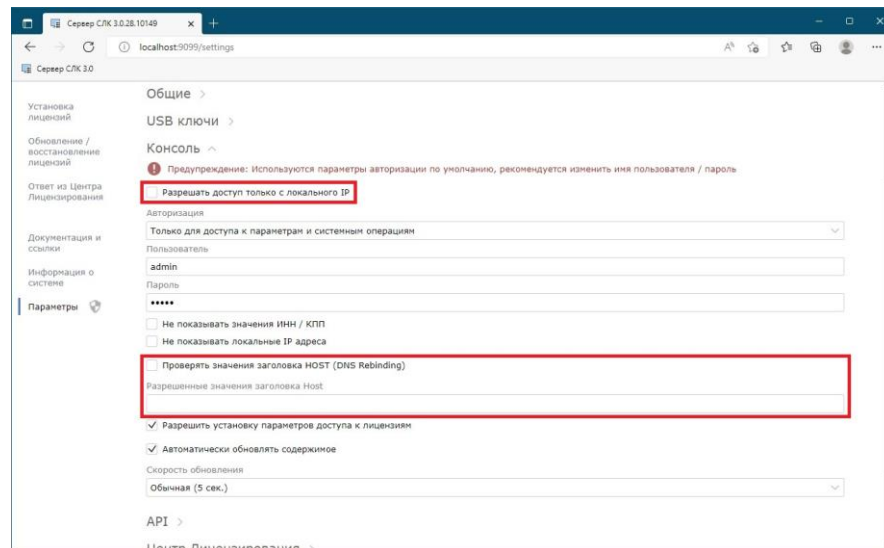 Сервер СЛК 3.0.28.10149
localhost:9099/settings
Сервер СЛК 3.0
Установка
лицензий
Обновление /
восстановление
лицензий
Ответ из Центра
Лицензирования
Документация и
ссылки
Информация о
системе
Параметры
Общие
USB ключи
Консоль
Предупреждение: Используются параметры авторизации по умолчанию, рекомендуется изменить имя пользователя / пароль
Разрешать доступ только с локального IP
Авторизация
Только для доступа к параметрам и системным операциям
Пользователь
admin
Пароль
•••••
Не показывать значения ИНН / КПП
Не показывать локальные IP адреса
Проверять значения заголовка HOST (DNS Rebinding)
Разрешенные значения заголовка Host
Разрешить установку параметров доступа к лицензиям
Автоматически обновлять содержимое
Скорость обновления
Обычная (5 сек.)
API
Центр Лицензирования